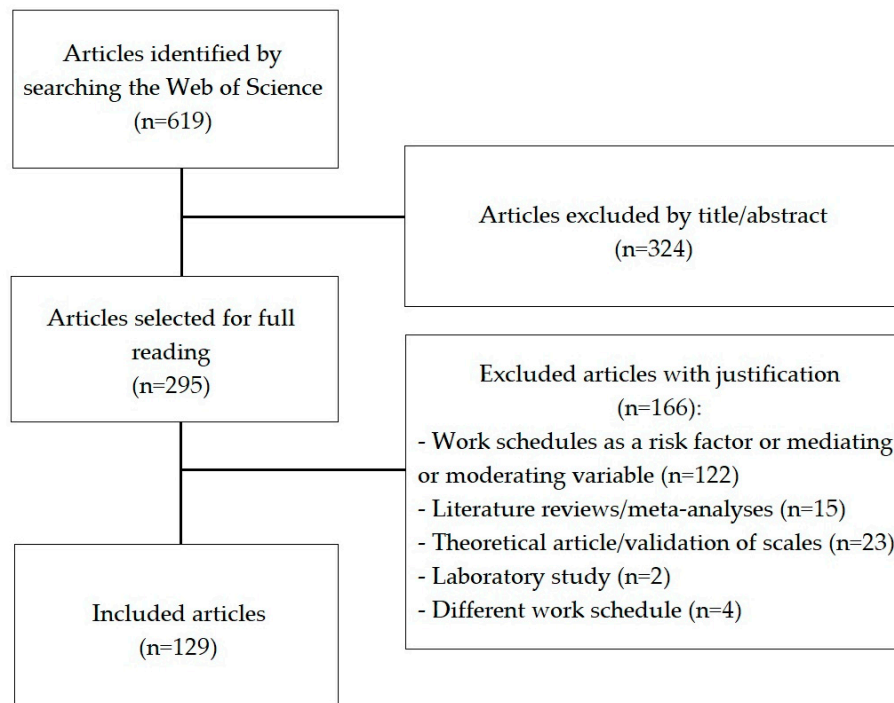 Articles identified by
searching the Web of Science
(n=619)
Articles excluded by title/abstract
(n=324)
Articles selected for full
reading
(n=295)
Excluded articles with justification
(n=166):
- Work schedules as a risk factor or mediating
or moderating variable (n=122)
- Literature reviews/meta-analyses (n=15)
- Theoretical article/validation of scales (n=23)
- Laboratory study (n=2)
- Different work schedule (n=4)
Included articles
(n=129)